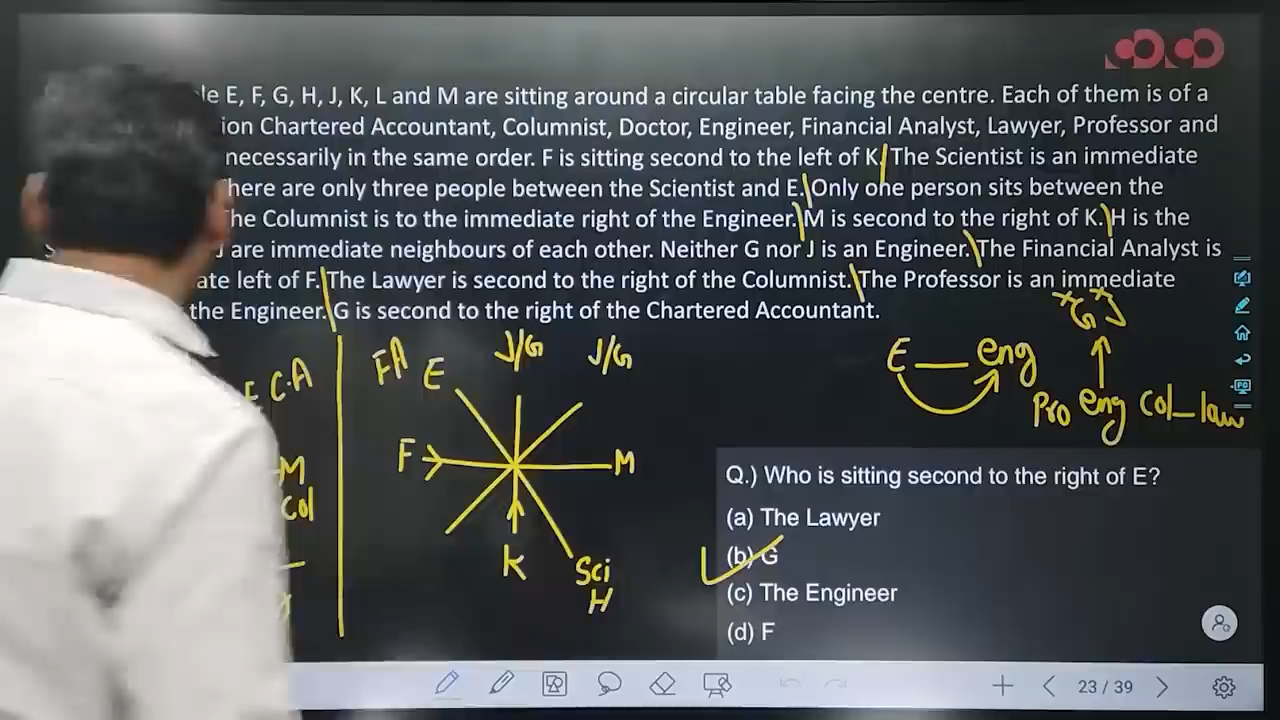 le E, F, G, H, J, K, L and M are sitting around a circular table facing the centre. Each of them is of a
ion Chartered Accountant, Columnist, Doctor, Engineer, Financial Analyst, Lawyer, Professor and
necessarily in the same order. F is sitting second to the left of K. The Scientist is an immediate
here are only three people between the Scientist and E. Only one person sits between the
he Columnist is to the immediate right of the Engineer. M is second to the right of K. H is the
J are immediate neighbours of each other. Neither G nor J is an Engineer. The Financial Analyst is
ate left of F. The Lawyer is second to the right of the Columnist. The Professor is an immediate
the Engineer. G is second to the right of the Chartered Accountant.
C.A
M
Col
FA E J/G J/G
F M
K Sci
H
G J
E eng
Pro eng Col law
Q.) Who is sitting second to the right of E?
(a) The Lawyer
(b) G
(c) The Engineer
(d) F
23 / 39